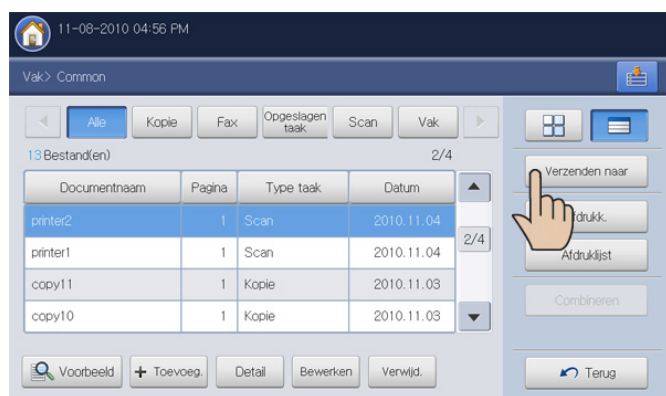 11-08-2010 04:56 PM
Vak> Common
Alle Kopie Fax Opgeslagen taak Scan Vak
13 Bestand(en) 2/4
Documentnaam Pagina Type taak Datum
printer2 1 Scan 2010.11.04
printer1 1 Scan 2010.11.04
copy11 1 Kopie 2010.11.03
copy10 1 Kopie 2010.11.03
2/4
Voorbeeld Toevoeg. Detail Bewerken Verwijd.
Verzenden naar
fdrukk.
Afdruklijst
Combineren
Terug